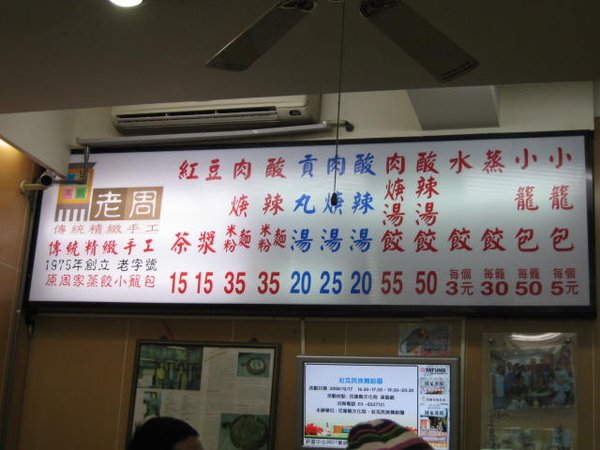 老周
傳統精緻手工
傳統精緻手工
1975年創立 老字號
原周家蒸餃小籠包
紅茶 15
豆漿 15
肉焿米粉麵 35
酸辣米粉麵 35
貢丸湯 20
肉焿湯 25
酸辣湯 20
肉焿湯餃 55
酸辣湯餃 50
水餃 每個3元
蒸餃 每籠30
小籠包 每籠50
小籠包 每個5元
TATUNG